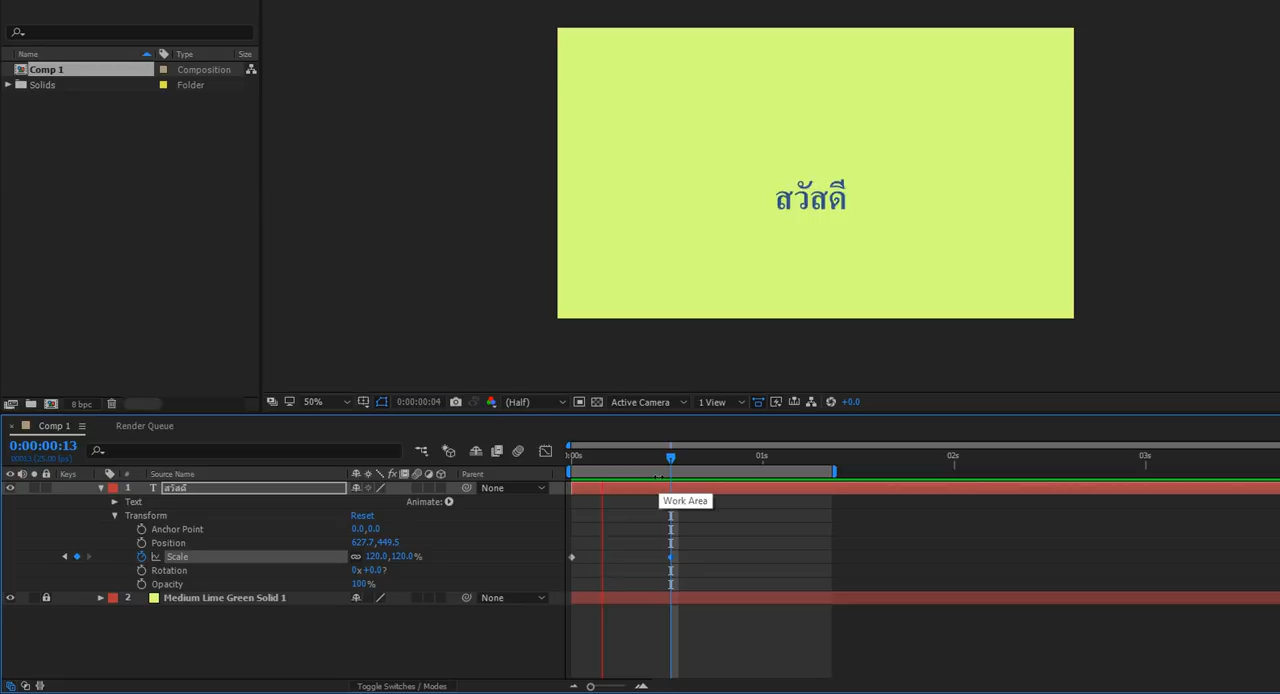 Name Type Size
Comp 1 Composition
Solids Folder
สวัสดี
8 bpc
50% 0:00:00:04 (Half) Active Camera 1 View +0.0
Comp 1 Render Queue
0:00:00:13
Keys # Source Name Parent
:00s 01s 02s 03s
1 T สวัสดี None
Work Area
Text Animate:
Transform Reset
Anchor Point 0.0,0.0
Position 627.7,449.5
Scale 120.0,120.0%
Rotation 0x+0.0?
Opacity 100%
2 Medium Lime Green Solid 1 None
Toggle Switches / Modes